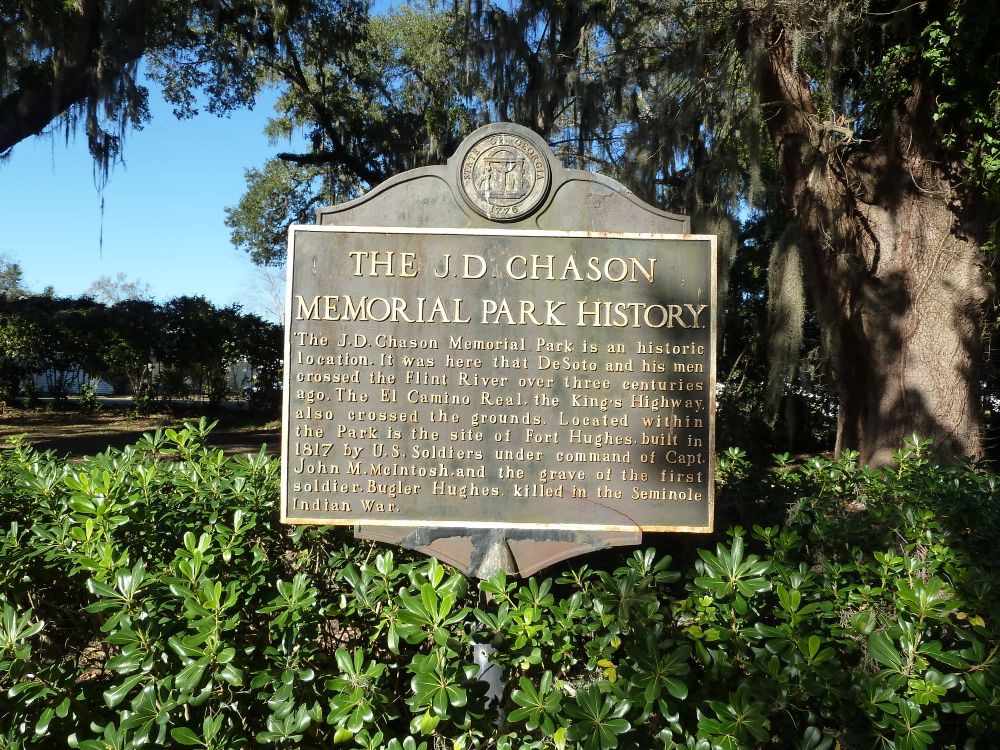 STATE OF GEORGIA
1776
THE J.D. CHASON
MEMORIAL PARK HISTORY.
The J.D. Chason Memorial Park is an historic
location. It was here that DeSoto and his men
crossed the Flint River over three centuries
ago. The El Camino Real, the King's Highway,
also crossed the grounds. Located within
the Park is the site of Fort Hughes, built in
1817 by U.S. Soldiers under command of Capt.
John M. McIntosh, and the grave of the first
soldier, Bugler Hughes, killed in the Seminole
Indian War.